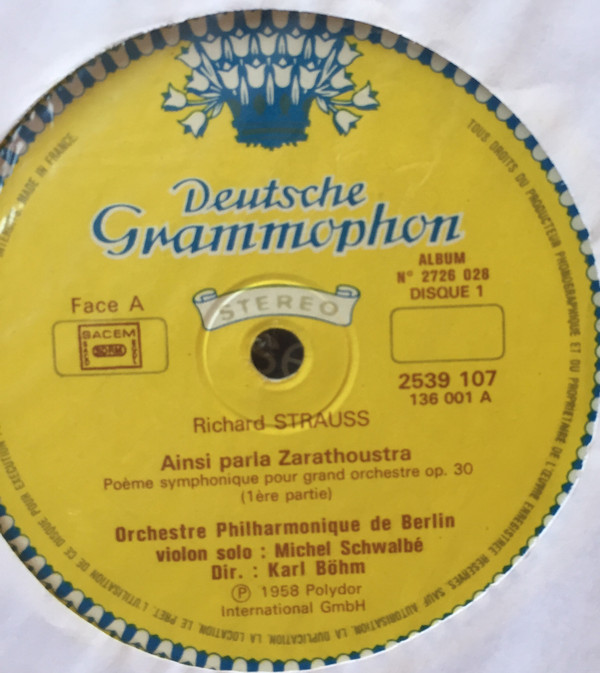 Deutsche
Grammophon
ALBUM
N° 2726 028
DISQUE 1
Face A
STEREO
SACEM
2539 107
136 001 A
Richard STRAUSS
Ainsi parla Zarathoustra
Poème symphonique pour grand orchestre op. 30
(1ère partie)
Orchestre Philharmonique de Berlin
violon solo : Michel Schwalbé
Dir. : Karl Böhm
Ⓟ 1958 Polydor
International GmbH
MADE IN FRANCE
TOUS DROITS DU PRODUCTEUR PHONOGRAPHIQUE ET DU PROPRIETAIRE DE L'ŒUVRE ENREGISTREE RESERVES. SAUF AUTORISATION, LA DUPLICATION, LA LOCATION, LE PRET, L'UTILISATION DE CE DISQUE POUR EXECUTION